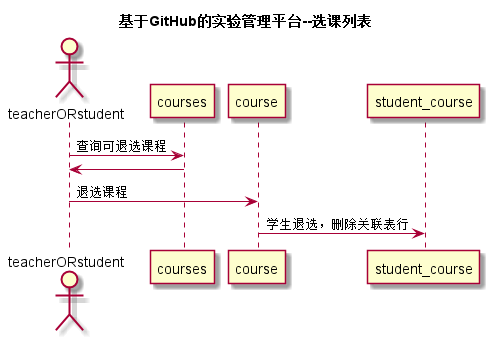 基于GitHub的实验管理平台--选课列表
teacherORstudent
courses
course
student_course
查询可退选课程
退选课程
学生退选，删除关联表行
teacherORstudent
courses
course
student_course